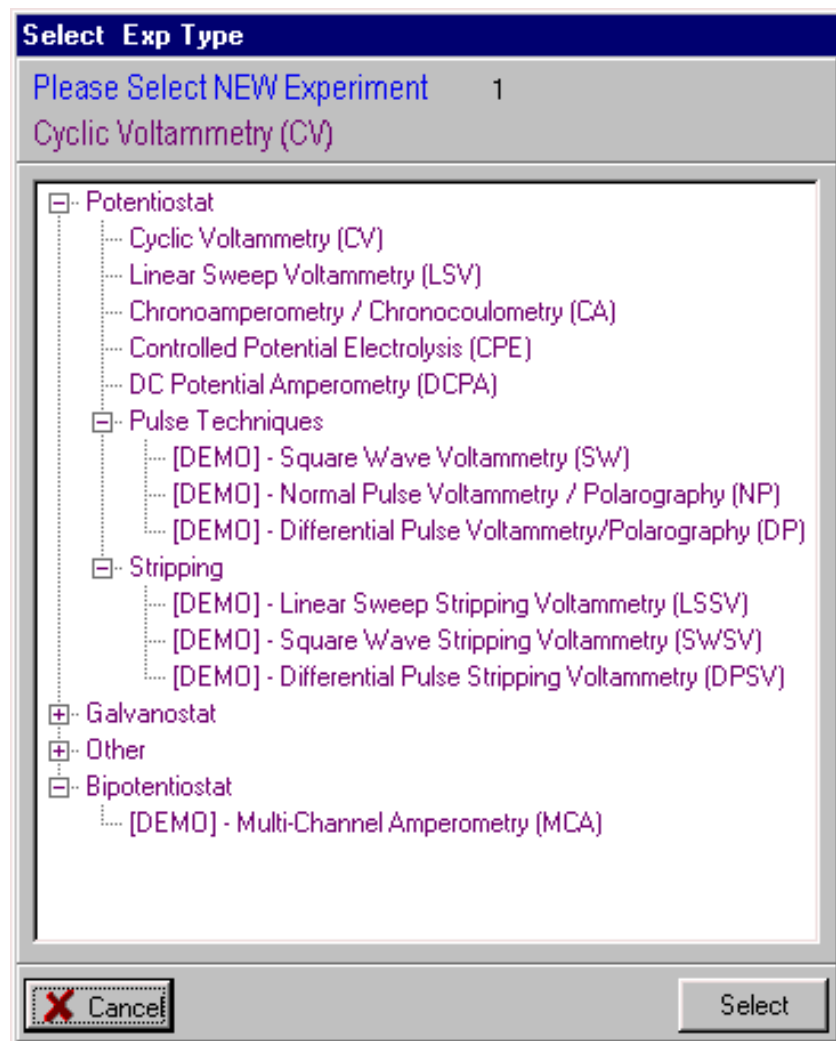 Select Exp Type
Please Select NEW Experiment 1
Cyclic Voltammetry (CV)
Potentiostat
Cyclic Voltammetry (CV)
Linear Sweep Voltammetry (LSV)
Chronoamperometry / Chronocoulometry (CA)
Controlled Potential Electrolysis (CPE)
DC Potential Amperometry (DCPA)
Pulse Techniques
[DEMO] - Square Wave Voltammetry (SW)
[DEMO] - Normal Pulse Voltammetry / Polarography (NP)
[DEMO] - Differential Pulse Voltammetry/Polarography (DP)
Stripping
[DEMO] - Linear Sweep Stripping Voltammetry (LSSV)
[DEMO] - Square Wave Stripping Voltammetry (SWSV)
[DEMO] - Differential Pulse Stripping Voltammetry (DPSV)
Galvanostat
Other
Bipotentiostat
[DEMO] - Multi-Channel Amperometry (MCA)
Cancel Select